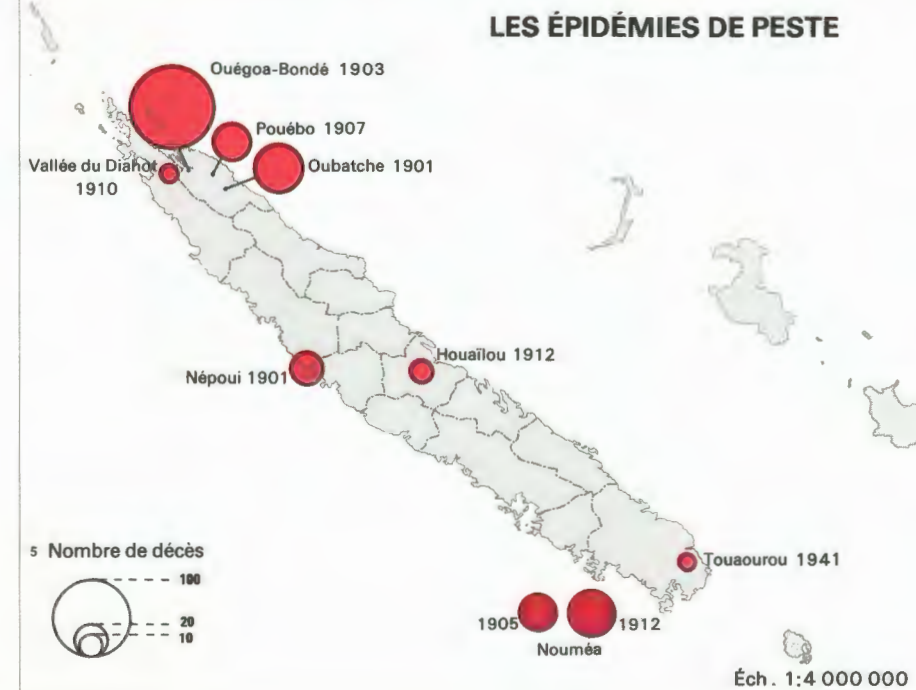 LES ÉPIDÉMIES DE PESTE
Ouégoa-Bondé 1903
Pouébo 1907
Oubatche 1901
Vallée du Diahot
1910
Houaïlou 1912
Népoui 1901
5 Nombre de décès
100
20
10
Touaourou 1941
1905
1912
Nouméa
Éch. 1:4 000 000